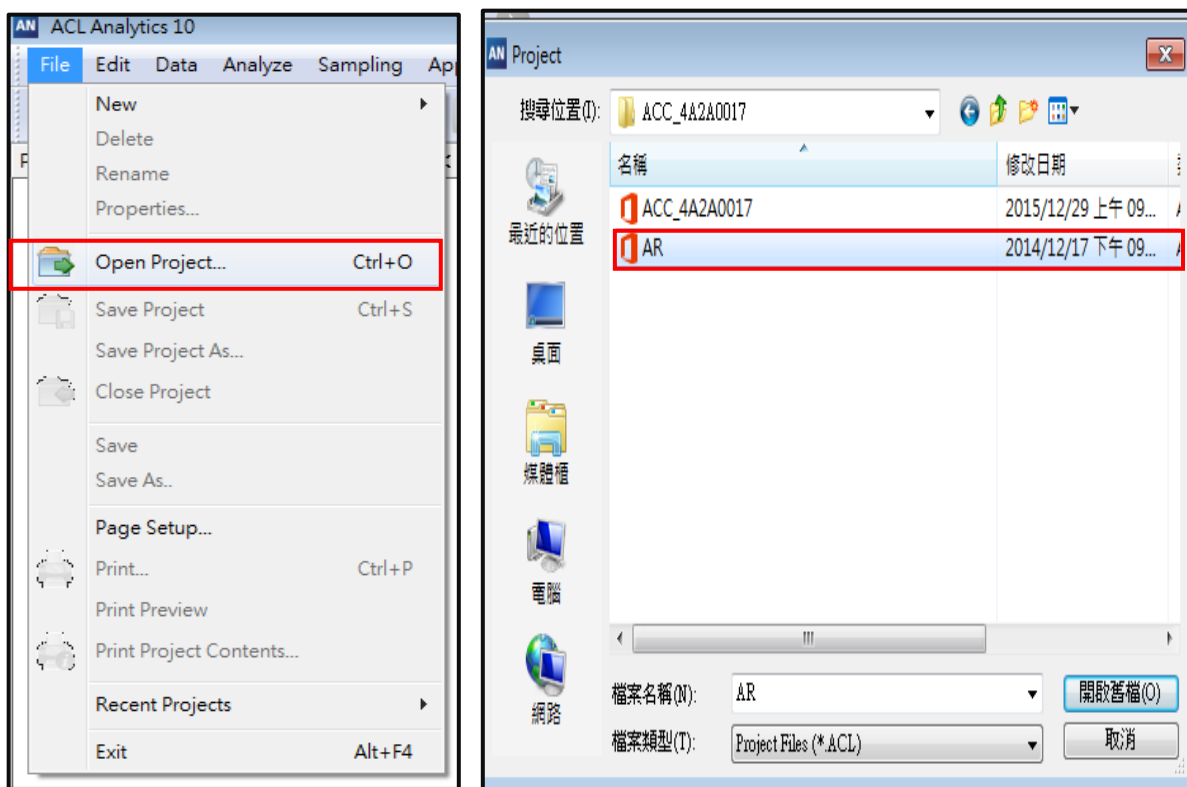 ACL Analytics 10
File Edit Data Analyze Sampling
New
Delete
Rename
Properties...
Open Project... Ctrl+O
Save Project Ctrl+S
Save Project As...
Close Project
Save
Save As..
Page Setup...
Print... Ctrl+P
Print Preview
Print Project Contents...
Recent Projects
Exit Alt+F4
AN Project
搜尋位置(I): ACC_4A2A0017
名稱 修改日期
ACC_4A2A0017 2015/12/29 上午 09...
AR 2014/12/17 下午 09...
最近的位置
桌面
媒體櫃
電腦
網路
檔案名稱(N): AR 開啟舊檔(O)
檔案類型(T): Project Files (*.ACL) 取消